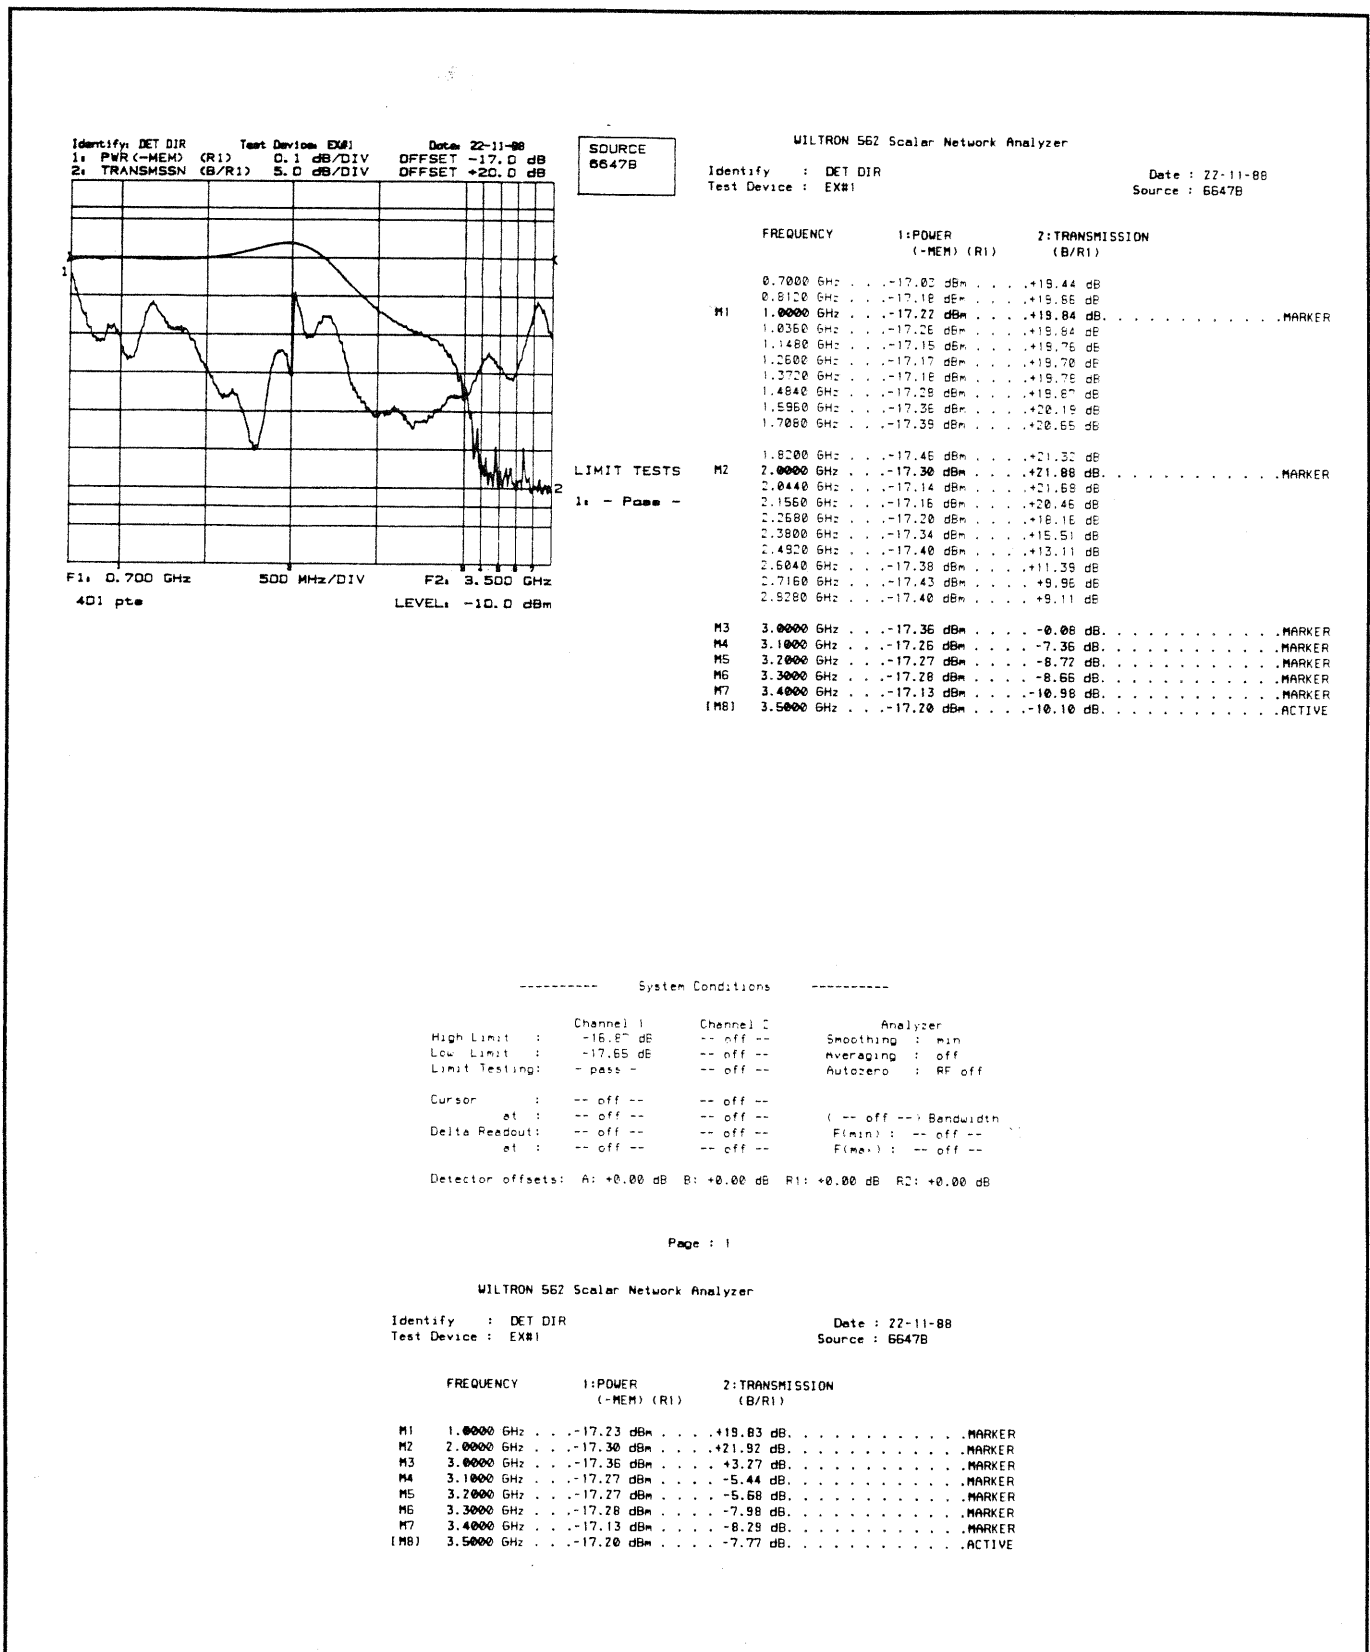 Identify: DET DIR Test Device: EX#1 Date: 22-11-88
1: PWR(-MEM) (R1) 0.1 dB/DIV OFFSET -17.0 dB
2: TRANSMSSN (B/R1) 5.0 dB/DIV OFFSET +20.0 dB
1
2
F1: 0.700 GHz 500 MHz/DIV F2: 3.500 GHz
401 pts LEVEL: -10.0 dBm
SOURCE
6647B
LIMIT TESTS
1: - Pass -
WILTRON 562 Scalar Network Analyzer
Identify : DET DIR Date : 22-11-88
Test Device : EX#1 Source : 6647B
FREQUENCY 1:POWER 2:TRANSMISSION
(-MEM) (R1) (B/R1)
0.7000 GHz . . .-17.03 dBm . . . .+19.44 dB
0.8120 GHz . . .-17.18 dBm . . . .+19.66 dB
M1 1.0000 GHz . . .-17.22 dBm . . . .+19.84 dB. . . . . . . . . . . . .MARKER
1.0360 GHz . . .-17.26 dBm . . . .+19.84 dB
1.1480 GHz . . .-17.15 dBm . . . .+19.76 dB
1.2600 GHz . . .-17.17 dBm . . . .+19.70 dB
1.3720 GHz . . .-17.18 dBm . . . .+19.76 dB
1.4840 GHz . . .-17.29 dBm . . . .+19.87 dB
1.5960 GHz . . .-17.36 dBm . . . .+20.19 dB
1.7080 GHz . . .-17.39 dBm . . . .+20.65 dB
1.8200 GHz . . .-17.46 dBm . . . .+21.32 dB
M2 2.0000 GHz . . .-17.30 dBm . . . .+21.88 dB. . . . . . . . . . . . .MARKER
2.0440 GHz . . .-17.14 dBm . . . .+21.69 dB
2.1560 GHz . . .-17.16 dBm . . . .+20.46 dB
2.2680 GHz . . .-17.20 dBm . . . .+18.16 dB
2.3800 GHz . . .-17.34 dBm . . . .+15.51 dB
2.4920 GHz . . .-17.40 dBm . . . .+13.11 dB
2.6040 GHz . . .-17.38 dBm . . . .+11.39 dB
2.7160 GHz . . .-17.43 dBm . . . . +9.96 dB
2.8280 GHz . . .-17.40 dBm . . . . +9.11 dB
M3 3.0000 GHz . . .-17.36 dBm . . . . -0.08 dB. . . . . . . . . . . . .MARKER
M4 3.1000 GHz . . .-17.26 dBm . . . . -7.36 dB. . . . . . . . . . . . .MARKER
M5 3.2000 GHz . . .-17.27 dBm . . . . -8.72 dB. . . . . . . . . . . . .MARKER
M6 3.3000 GHz . . .-17.28 dBm . . . . -8.66 dB. . . . . . . . . . . . .MARKER
M7 3.4000 GHz . . .-17.13 dBm . . . .-10.98 dB. . . . . . . . . . . . .MARKER
[M8] 3.5000 GHz . . .-17.20 dBm . . . .-10.10 dB. . . . . . . . . . . . .ACTIVE
---------- System Conditions ----------
Channel 1 Channel 2 Analyzer
High Limit : -16.87 dB -- off -- Smoothing : min
Low Limit : -17.65 dB -- off -- Averaging : off
Limit Testing: - pass - -- off -- Autozero : RF off
Cursor : -- off -- -- off --
at : -- off -- -- off -- ( -- off --) Bandwidth
Delta Readout: -- off -- -- off -- F(min) : -- off --
at : -- off -- -- off -- F(max) : -- off --
Detector offsets: A: +0.00 dB B: +0.00 dB R1: +0.00 dB R2: +0.00 dB
Page : 1
WILTRON 562 Scalar Network Analyzer
Identify : DET DIR Date : 22-11-88
Test Device : EX#1 Source : 6647B
FREQUENCY 1:POWER 2:TRANSMISSION
(-MEM) (R1) (B/R1)
M1 1.0000 GHz . . .-17.23 dBm . . . .+19.83 dB. . . . . . . . . . . . .MARKER
M2 2.0000 GHz . . .-17.30 dBm . . . .+21.92 dB. . . . . . . . . . . . .MARKER
M3 3.0000 GHz . . .-17.36 dBm . . . . +3.27 dB. . . . . . . . . . . . .MARKER
M4 3.1000 GHz . . .-17.27 dBm . . . . -5.44 dB. . . . . . . . . . . . .MARKER
M5 3.2000 GHz . . .-17.27 dBm . . . . -5.68 dB. . . . . . . . . . . . .MARKER
M6 3.3000 GHz . . .-17.28 dBm . . . . -7.98 dB. . . . . . . . . . . . .MARKER
M7 3.4000 GHz . . .-17.13 dBm . . . . -8.29 dB. . . . . . . . . . . . .MARKER
[M8] 3.5000 GHz . . .-17.20 dBm . . . . -7.77 dB. . . . . . . . . . . . .ACTIVE